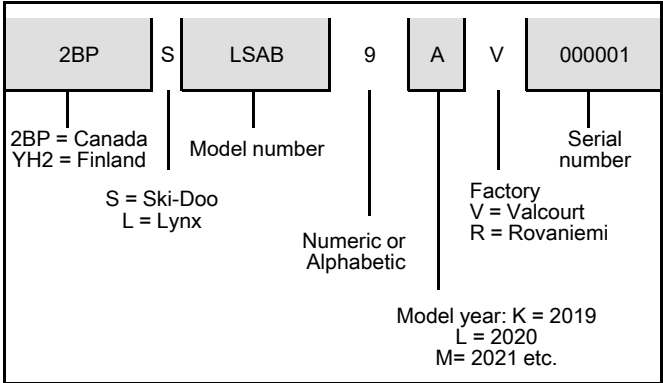 2BP S LSAB 9 A V 000001
2BP = Canada
YH2 = Finland
Model number
Serial
number
S = Ski-Doo
L = Lynx
Factory
V = Valcourt
R = Rovaniemi
Numeric or
Alphabetic
Model year: K = 2019
L = 2020
M= 2021 etc.